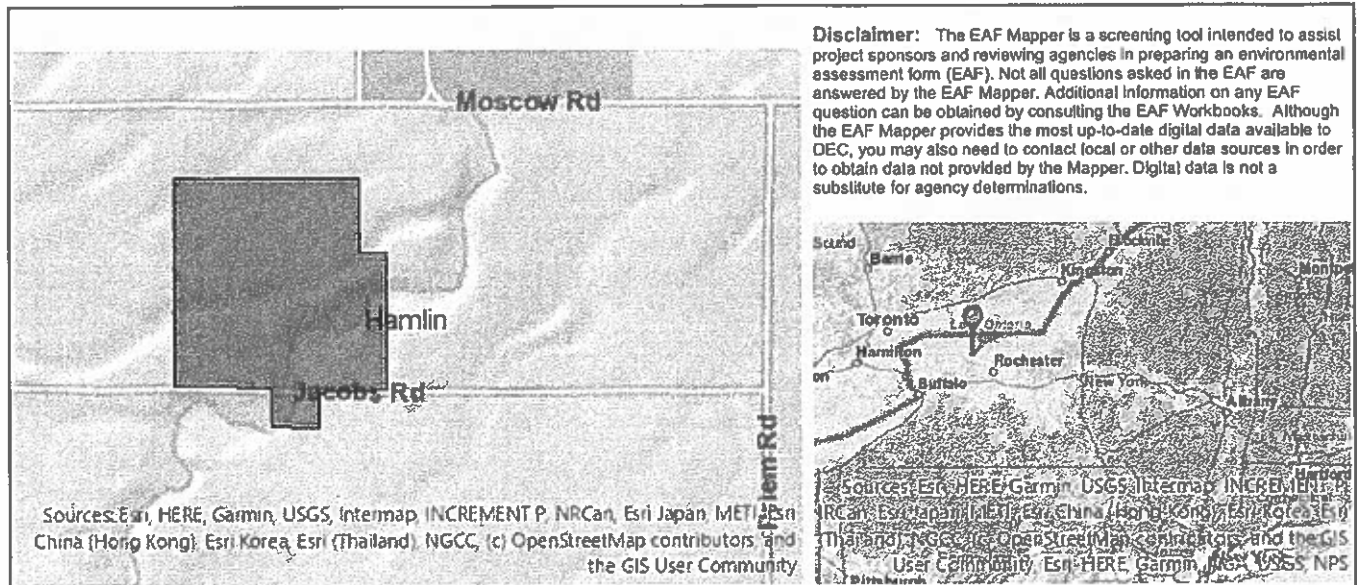 Disclaimer: The EAF Mapper is a screening tool intended to assist
project sponsors and reviewing agencies in preparing an environmental
assessment form (EAF). Not all questions asked in the EAF are
answered by the EAF Mapper. Additional information on any EAF
question can be obtained by consulting the EAF Workbooks. Although
the EAF Mapper provides the most up-to-date digital data available to
DEC, you may also need to contact local or other data sources in order
to obtain data not provided by the Mapper. Digital data is not a
substitute for agency determinations.
Moscow Rd
Hamlin
Jacobs Rd
Sources: Esri, HERE, Garmin, USGS, Intermap, INCREMENT P, NRCan, Esri Japan, METI, Esri
China (Hong Kong), Esri Korea, Esri (Thailand), NGCC, (c) OpenStreetMap contributors, and
the GIS User Community
Sound
Barrie
Kingston
Toronto
Hamilton
Rochester
Buffalo
New York
Albany
Sources: Esri, HERE, Garmin, USGS, Intermap, INCREMENT P,
NRCan, Esri Japan, METI, Esri China (Hong Kong), Esri Korea, Esri
(Thailand), NGCC, (c) OpenStreetMap contributors, and the GIS
User Community, Esri, HERE, Garmin, NGA, USGS, NPS
Pittsburgh